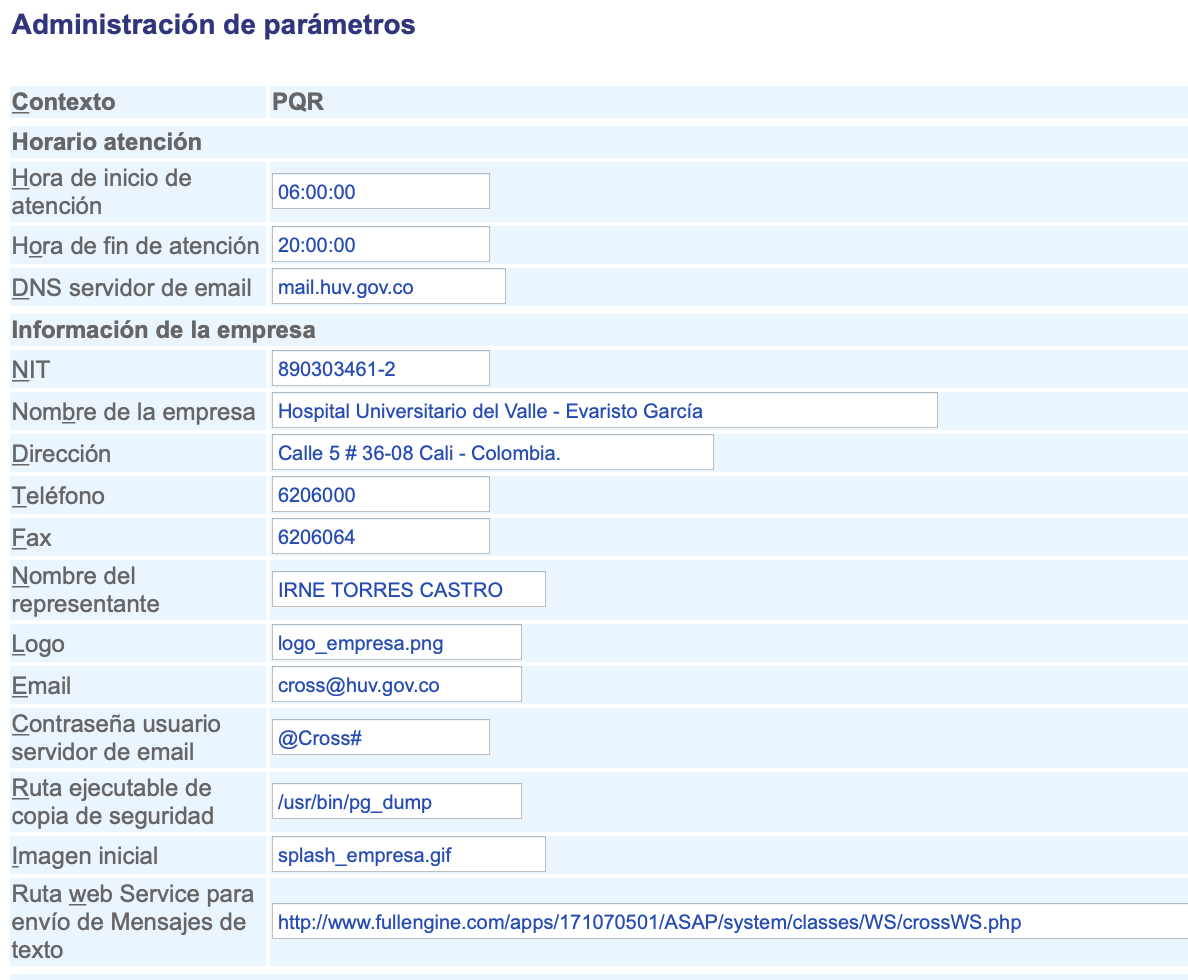 Administración de parámetros
Contexto PQR
Horario atención
Hora de inicio de
atención
06:00:00
Hora de fin de atención 20:00:00
DNS servidor de email mail.huv.gov.co
Información de la empresa
NIT 890303461-2
Nombre de la empresa Hospital Universitario del Valle - Evaristo García
Dirección Calle 5 # 36-08 Cali - Colombia.
Teléfono 6206000
Fax 6206064
Nombre del
representante
IRNE TORRES CASTRO
Logo logo_empresa.png
Email cross@huv.gov.co
Contraseña usuario
servidor de email
@Cross#
Ruta ejecutable de
copia de seguridad
/usr/bin/pg_dump
Imagen inicial splash_empresa.gif
Ruta web Service para
envío de Mensajes de
texto
http://www.fullengine.com/apps/171070501/ASAP/system/classes/WS/crossWS.php